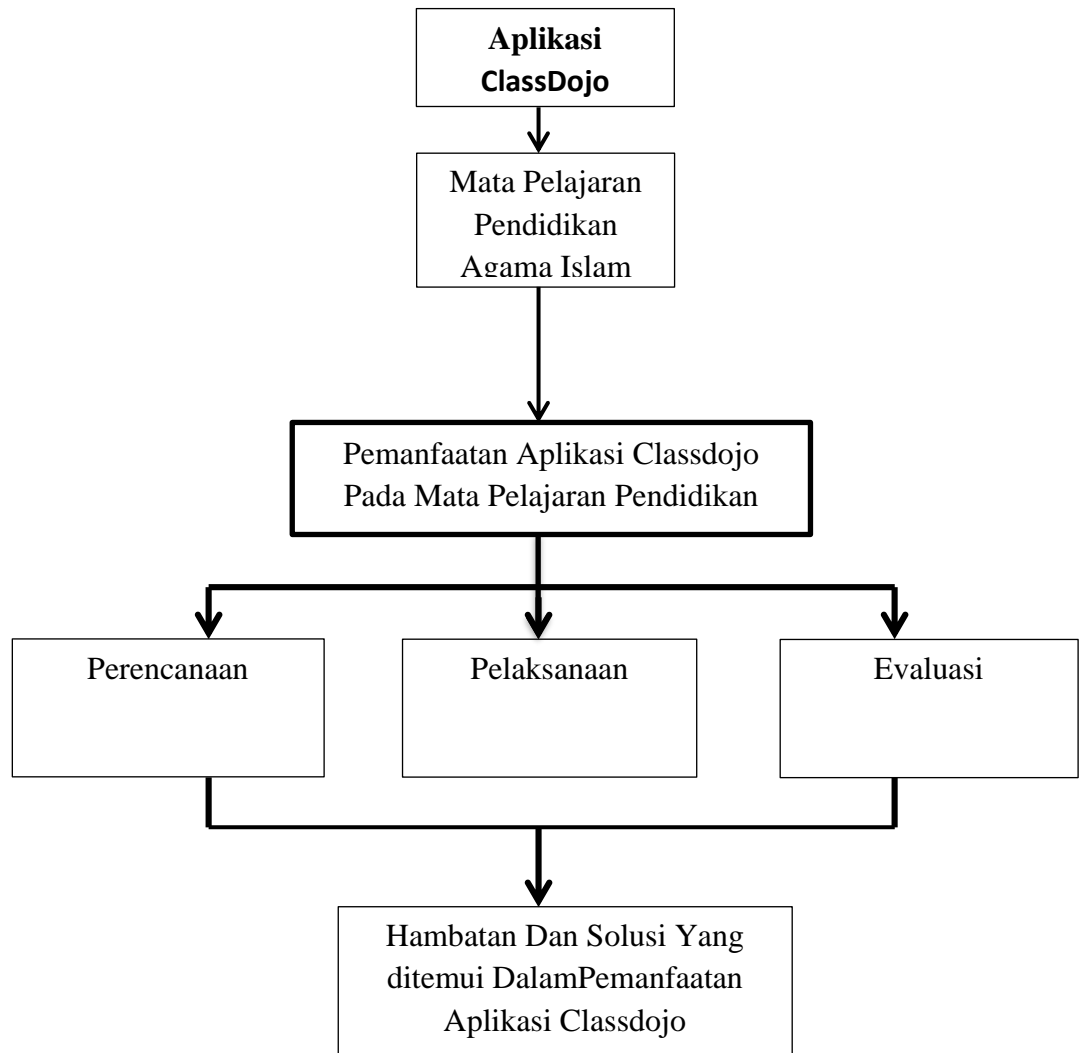 Aplikasi
ClassDojo
Mata Pelajaran
Pendidikan
Agama Islam
Pemanfaatan Aplikasi Classdojo
Pada Mata Pelajaran Pendidikan
Perencanaan
Pelaksanaan
Evaluasi
Hambatan Dan Solusi Yang
ditemui DalamPemanfaatan
Aplikasi Classdojo